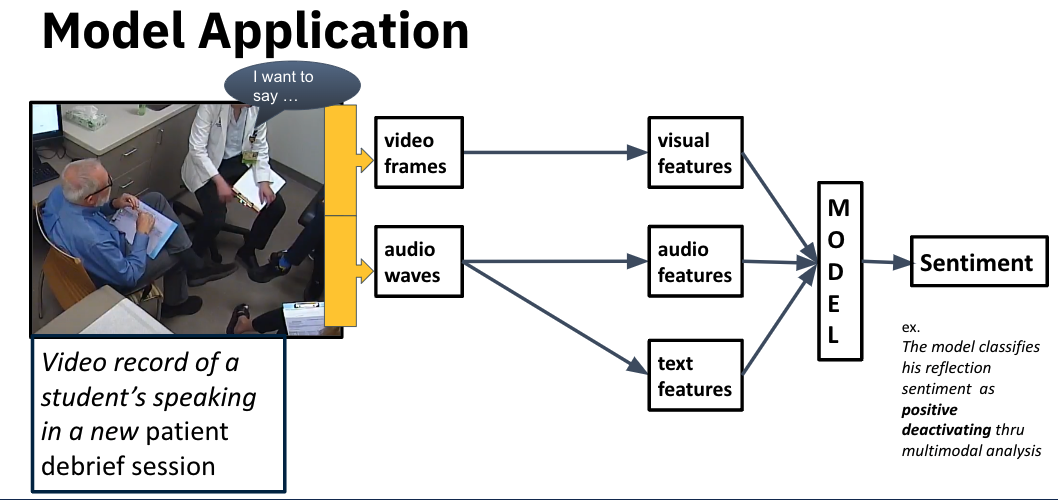 Model Application
I want to
say …
video
frames
visual
features
audio
waves
audio
features
text
features
M
O
D
E
L
Sentiment
Video record of a
student’s speaking
in a new patient
debrief session
ex.
The model classifies
his reflection
sentiment as
positive
deactivating thru
multimodal analysis